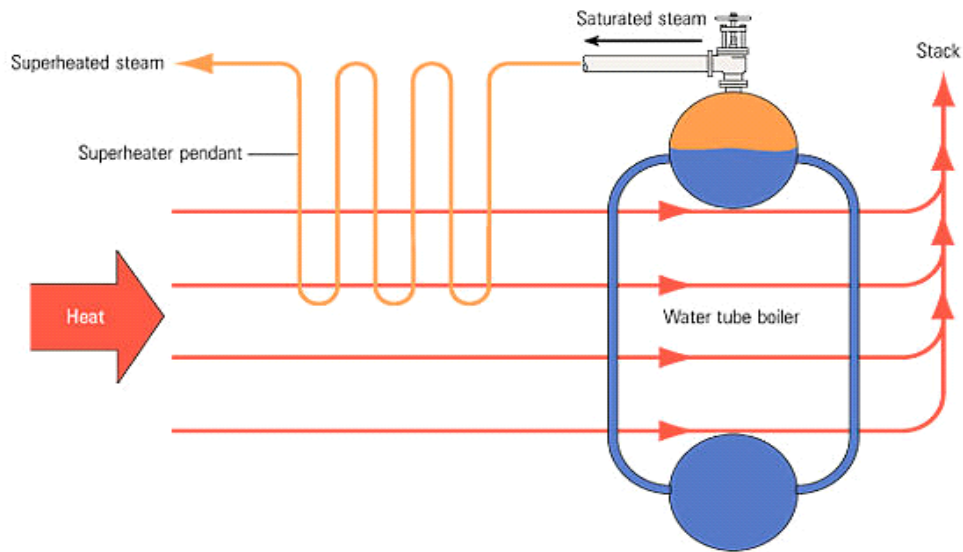 Saturated steam
Stack
Superheated steam
Superheater pendant
Heat
Water tube boiler